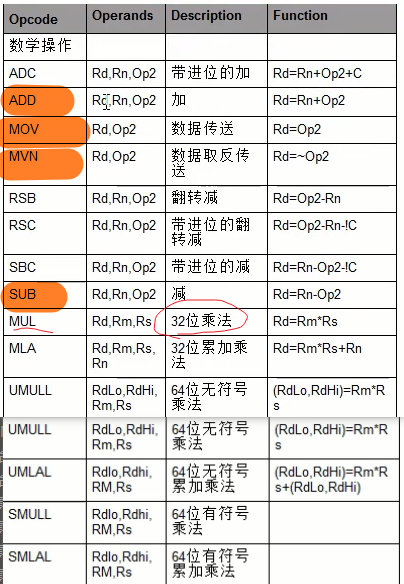 Opcode Operands Description Function
数学操作
ADC Rd,Rn,Op2 带进位的加 Rd=Rn+Op2+C
ADD Rd,Rn,Op2 加 Rd=Rn+Op2
MOV Rd,Op2 数据传送 Rd=Op2
MVN Rd,Op2 数据取反传 Rd=~Op2
送
RSB Rd,Rn,Op2 翻转减 Rd=Op2-Rn
RSC Rd,Rn,Op2 带进位的翻 Rd=Op2-Rn-!C
转减
SBC Rd,Rn,Op2 带进位的减 Rd=Rn-Op2-!C
SUB Rd,Rn,Op2 减 Rd=Rn-Op2
MUL Rd,Rm,Rs 32位乘法 Rd=Rm*Rs
MLA Rd,Rm,Rs, 32位累加乘 Rd=Rm*Rs+Rn
Rn 法
UMULL RdLo,RdHi, 64位无符号 (RdLo,RdHi)=Rm*R
Rm,Rs 乘法 s
UMULL RdLo,RdHi, 64位无符号 (RdLo,RdHi)=Rm*R
Rm,Rs 乘法 s
UMLAL Rdlo,Rdhi, 64位无符号 (RdLo,RdHi)=Rm*R
RM,Rs 累加乘法 s+(RdLo,RdHi)
SMULL Rdlo,Rdhi, 64位有符号
RM,Rs 乘法
SMLAL Rdlo,Rdhi, 64位有符号
RM,Rs 累加乘法